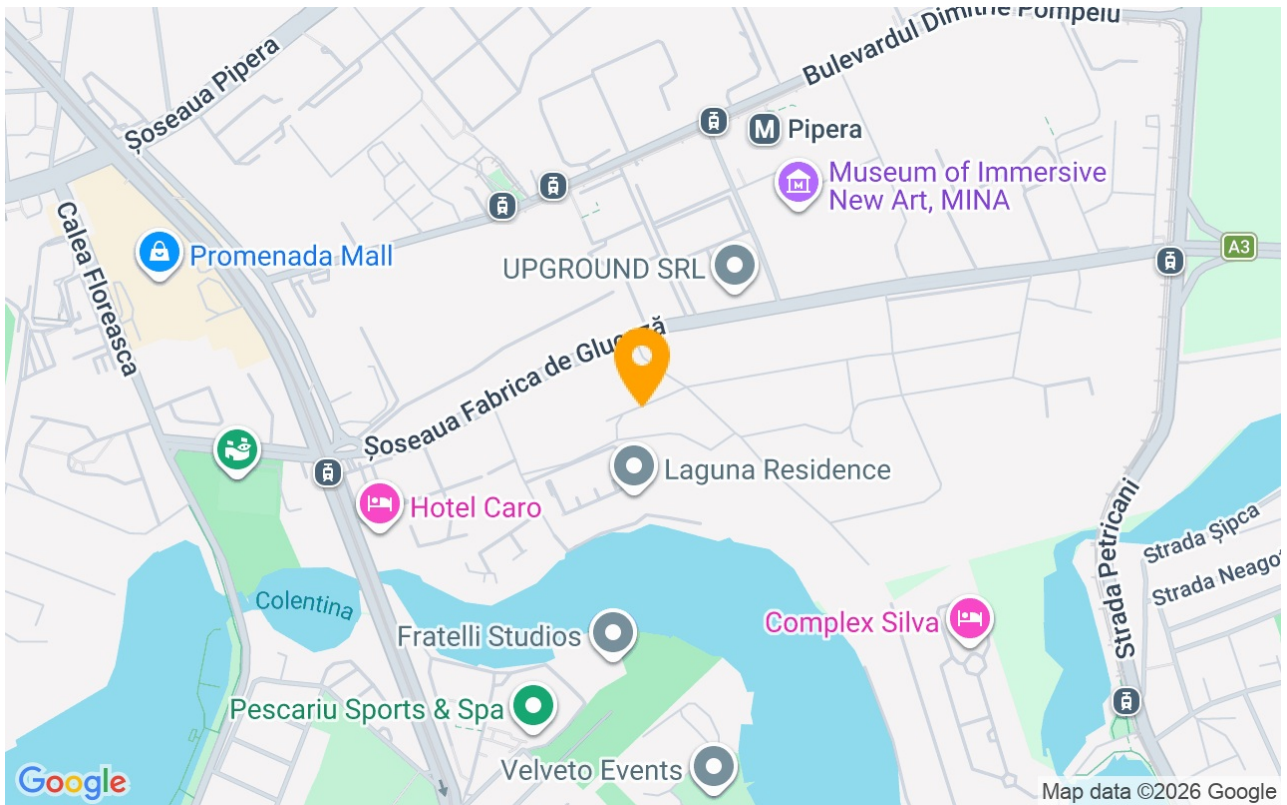 Bulevardul Dimitrie Pompeiu
Șoseaua Pipera
M Pipera
Museum of Immersive
New Art, MINA
Calea Floreasca
Promenada Mall
UPGROUND SRL
A3
Șoseaua Fabrica de Glucoză
Laguna Residence
Hotel Caro
Strada Petricani
Strada Șipca
Strada Neagoe
Colentina
Fratelli Studios
Complex Silva
Pescariu Sports & Spa
Velveto Events
Google
Map data ©2026 Google